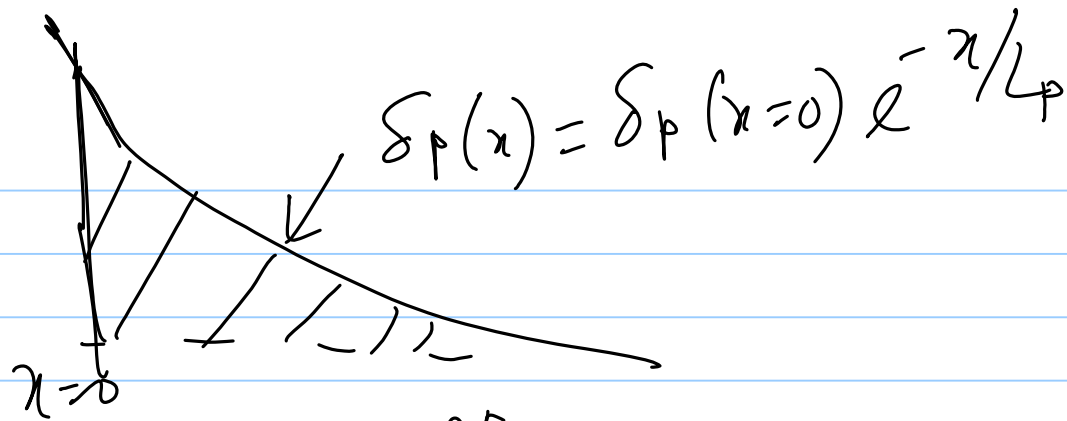 δp(x) = δp (x=0) e^{-x/Lp}
x=0